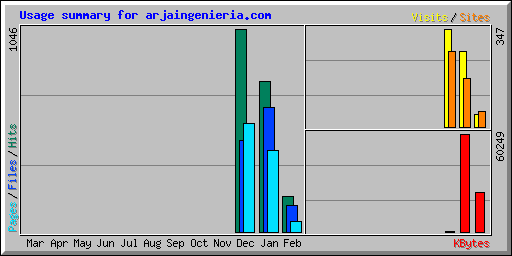 Usage summary for arjaingenieria.com
Visits/Sites
1046
347
Pages/Files/Hits
60249
Mar Apr May Jun Jul Aug Sep Oct Nov Dec Jan Feb
KBytes